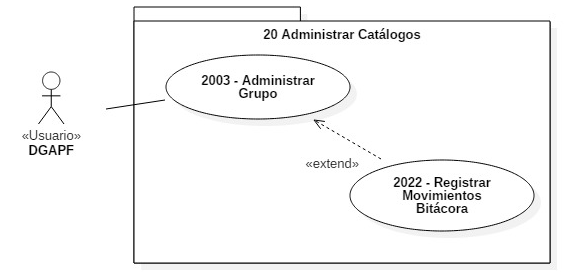 20 Administrar Catálogos
2003 - Administrar
Grupo
«Usuario»
DGAPF
«extend»
2022 - Registrar
Movimientos
Bitácora